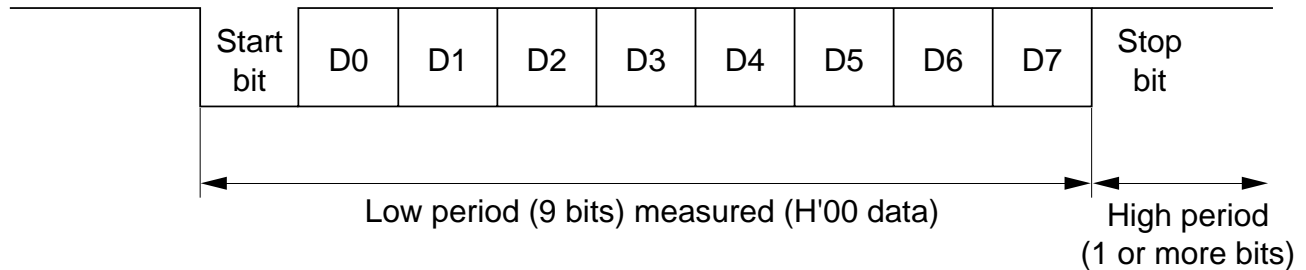 Start
bit
D0
D1
D2
D3
D4
D5
D6
D7
Stop
bit
Low period (9 bits) measured (H'00 data)
High period
(1 or more bits)